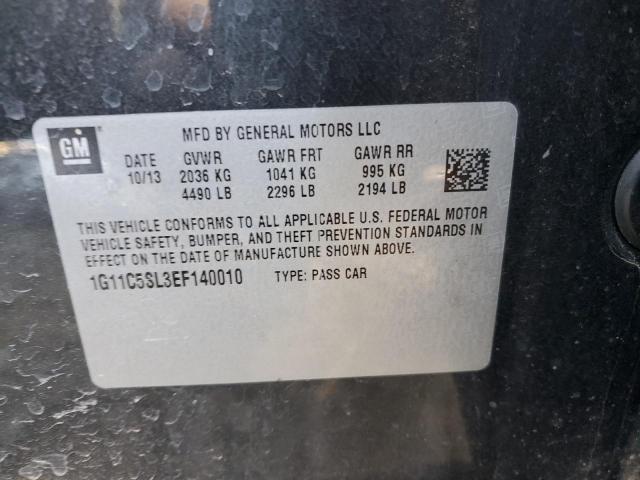 GM
MFD BY GENERAL MOTORS LLC
DATE GVWR GAWR FRT GAWR RR
10/13 2036 KG 1041 KG 995 KG
4490 LB 2296 LB 2194 LB
THIS VEHICLE CONFORMS TO ALL APPLICABLE U.S. FEDERAL MOTOR
VEHICLE SAFETY, BUMPER, AND THEFT PREVENTION STANDARDS IN
EFFECT ON THE DATE OF MANUFACTURE SHOWN ABOVE.
1G11C5SL3EF140010 TYPE: PASS CAR